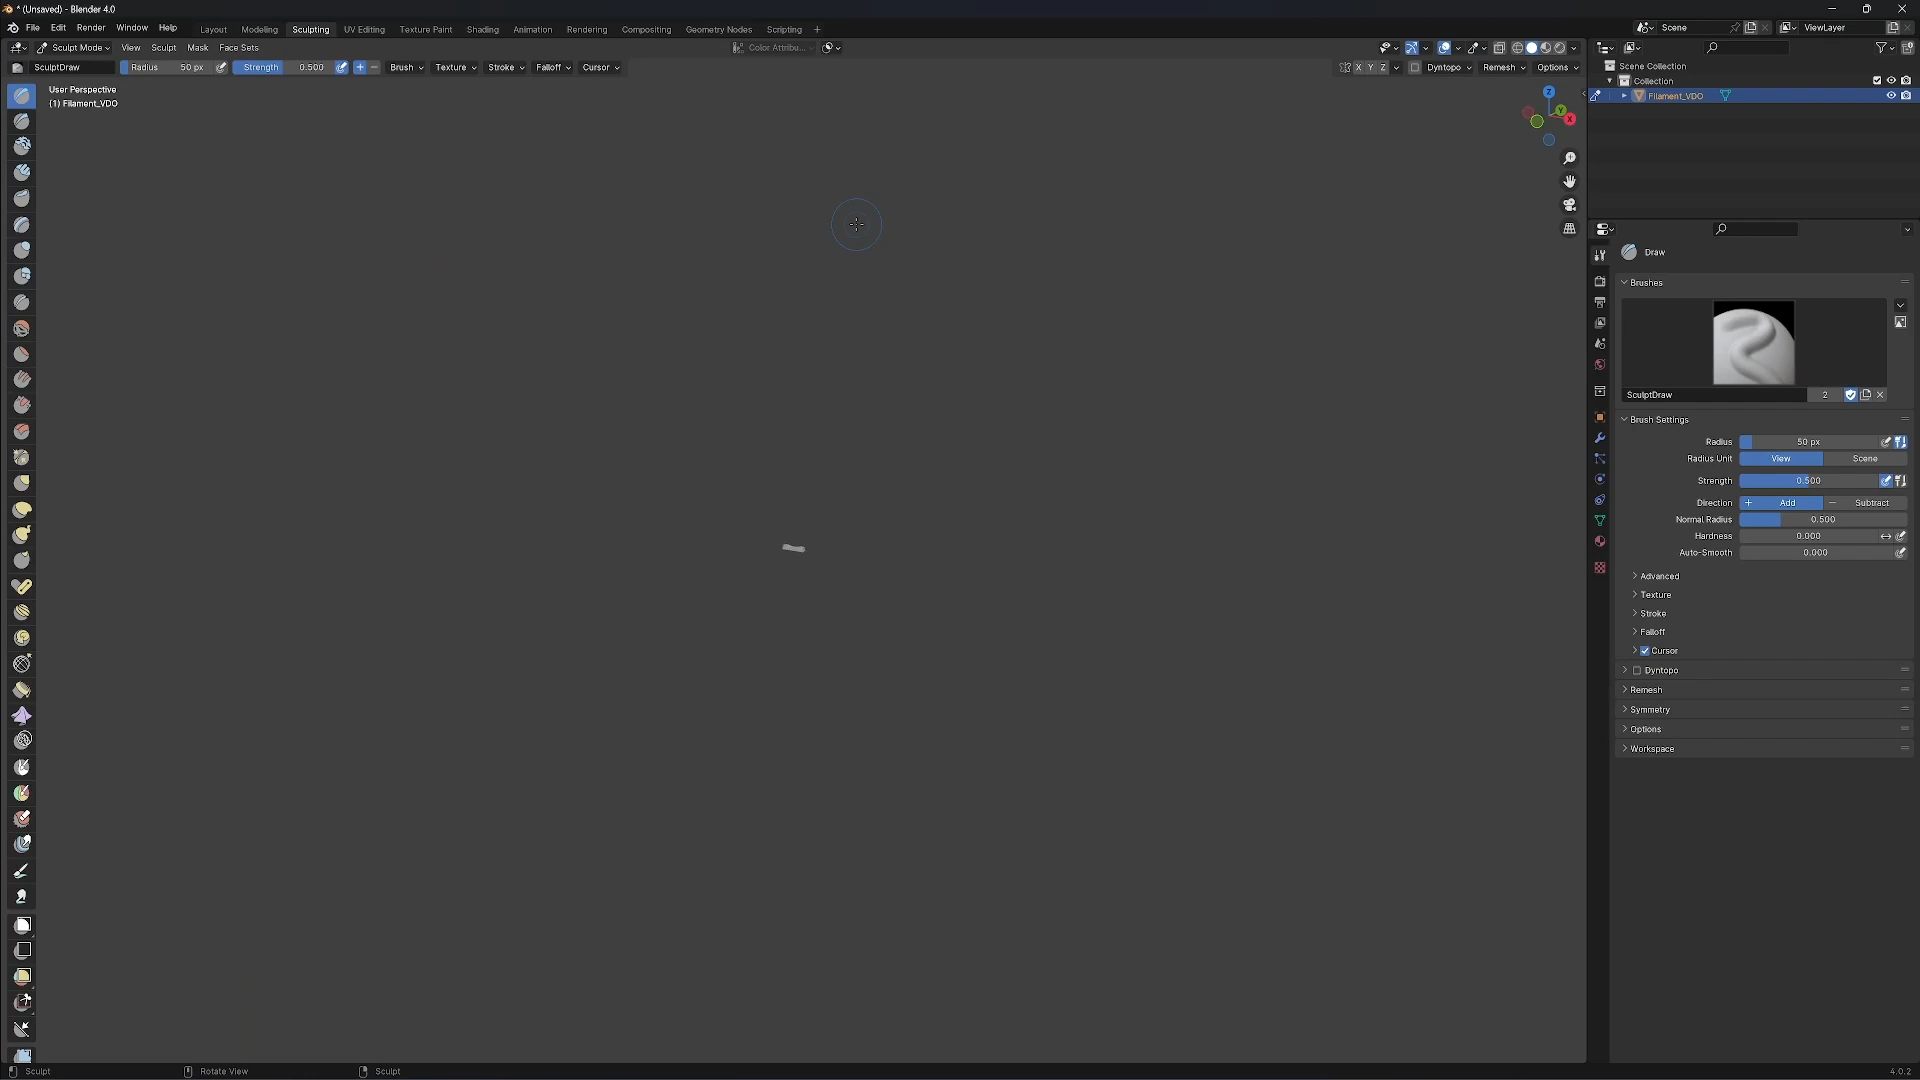 * (Unsaved) - Blender 4.0
File Edit Render Window Help Layout Modeling Sculpting UV Editing Texture Paint Shading Animation Rendering Compositing Geometry Nodes Scripting + Scene ViewLayer
Sculpt Mode View Sculpt Mask Face Sets Color Attribu...
SculptDraw Radius 50 px Strength 0.500 + − Brush Texture Stroke Falloff Cursor X Y Z Dyntopo Remesh Options
User Perspective
(1) Filament_VDO
Z
Y
X
Scene Collection
Collection
Filament_VDO
Draw
Brushes
SculptDraw 2
Brush Settings
Radius 50 px
Radius Unit View Scene
Strength 0.500
Direction + Add − Subtract
Normal Radius 0.500
Hardness 0.000
Auto-Smooth 0.000
Advanced
Texture
Stroke
Falloff
Cursor
Dyntopo
Remesh
Symmetry
Options
Workspace
Sculpt Rotate View Sculpt 4.0.2